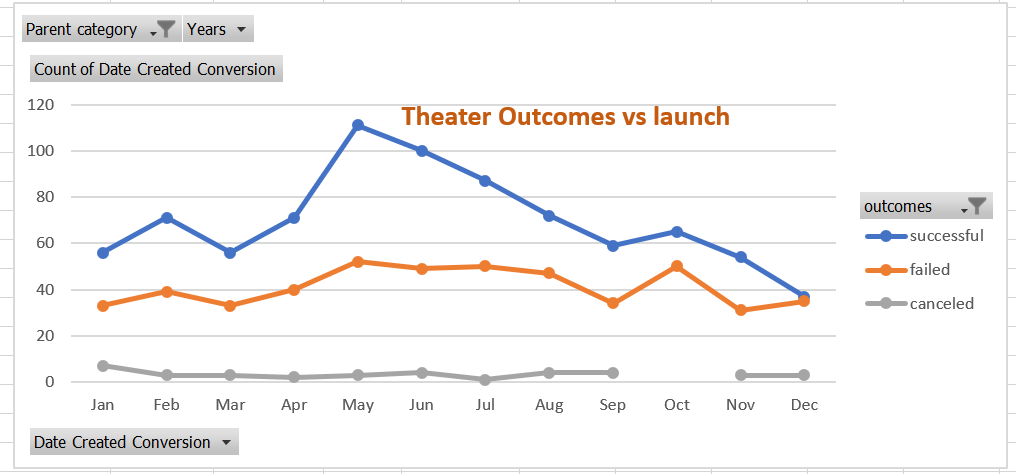 Parent category Years
Count of Date Created Conversion
Theater Outcomes vs launch
120
100
80
60
40
20
0
Jan Feb Mar Apr May Jun Jul Aug Sep Oct Nov Dec
outcomes
successful
failed
canceled
Date Created Conversion